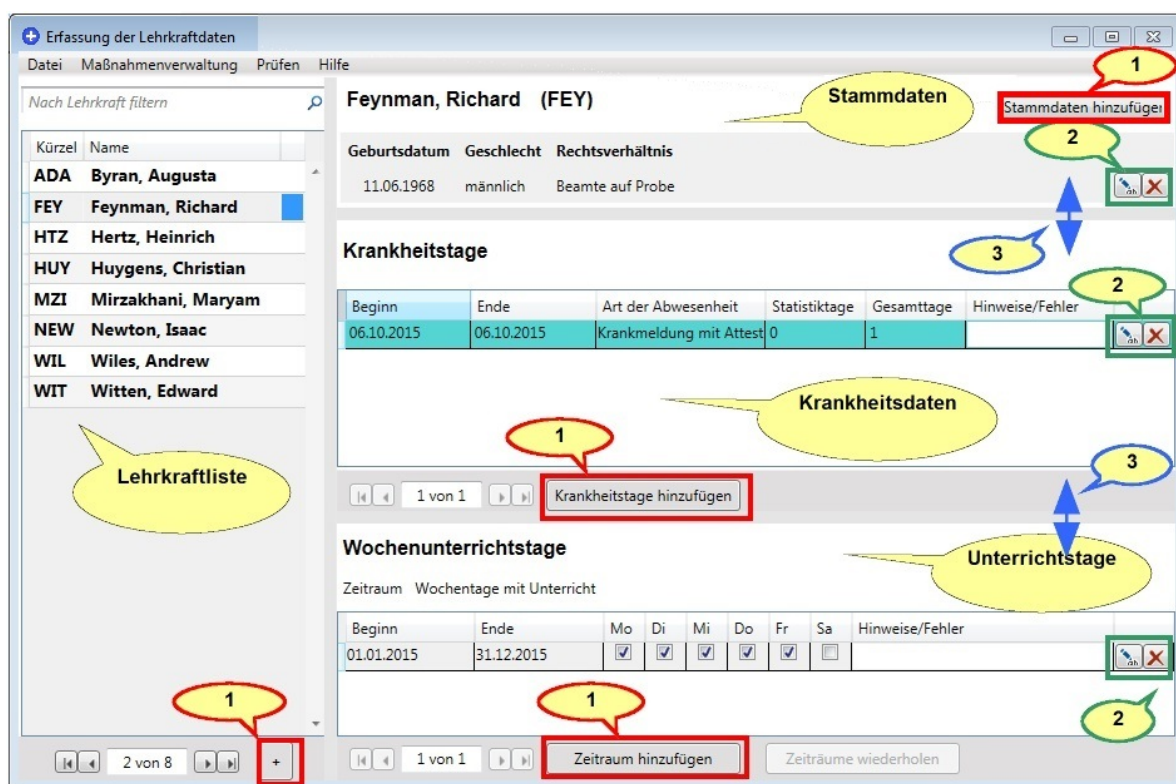 Erfassung der Lehrkraftdaten
Datei Maßnahmenverwaltung Prüfen Hilfe
1
Nach Lehrkraft filtern
Feynman, Richard (FEY)
Stammdaten
Stammdaten hinzufügen
2
Kürzel Name
ADA Byran, Augusta
FEY Feynman, Richard
HTZ Hertz, Heinrich
HUY Huygens, Christian
MZI Mirzakhani, Maryam
NEW Newton, Isaac
WIL Wiles, Andrew
WIT Witten, Edward
Lehrkraftliste
1
2 von 8
+
Geburtsdatum Geschlecht Rechtsverhältnis
11.06.1968 männlich Beamte auf Probe
3
Krankheitstage
2
Beginn Ende Art der Abwesenheit Statistiktage Gesamttage Hinweise/Fehler
06.10.2015 06.10.2015 Krankmeldung mit Attest 0 1
Krankheitsdaten
1
3
1 von 1 Krankheitstage hinzufügen
Wochenunterrichtstage
Unterrichtstage
Zeitraum Wochentage mit Unterricht
Beginn Ende Mo Di Mi Do Fr Sa Hinweise/Fehler
01.01.2015 31.12.2015
1
2
1 von 1 Zeitraum hinzufügen Zeiträume wiederholen